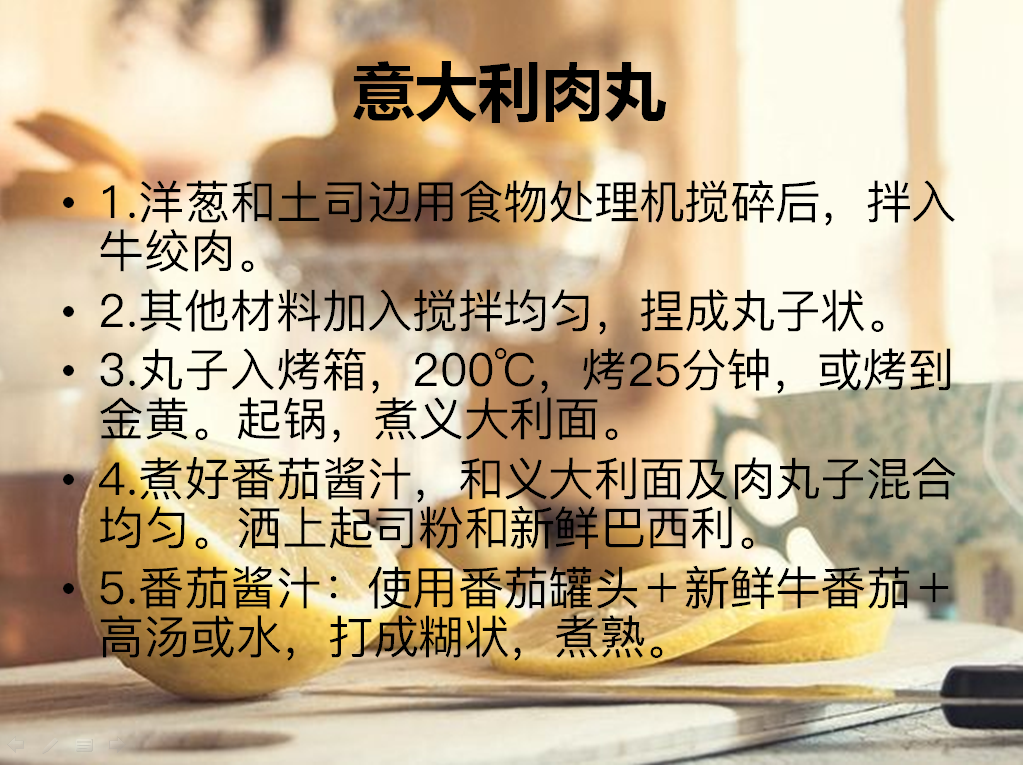 意大利肉丸
• 1.洋葱和土司边用食物处理机搅碎后，拌入
牛绞肉。
• 2.其他材料加入搅拌均匀，捏成丸子状。
• 3.丸子入烤箱，200℃，烤25分钟，或烤到
金黄。起锅，煮义大利面。
• 4.煮好番茄酱汁，和义大利面及肉丸子混合
均匀。洒上起司粉和新鲜巴西利。
• 5.番茄酱汁：使用番茄罐头＋新鲜牛番茄＋
高汤或水，打成糊状，煮熟。